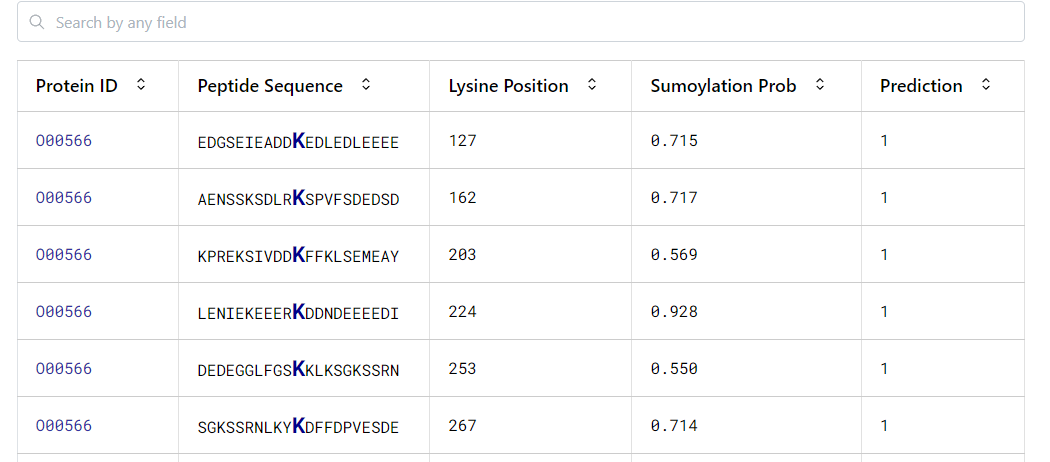 Search by any field
Protein ID Peptide Sequence Lysine Position Sumoylation Prob Prediction
O00566 EDGSEIEADDKEDLEDLEEEE 127 0.715 1
O00566 AENSSKSDLRKSPVFSDEDSD 162 0.717 1
O00566 KPREKSIVDDKFFKLSEMEAY 203 0.569 1
O00566 LENIEKEEERKDDNDEEEEDI 224 0.928 1
O00566 DEDEGGLFGSKKLKSGKSSRN 253 0.550 1
O00566 SGKSSRNLKYKDFFDPVESDE 267 0.714 1